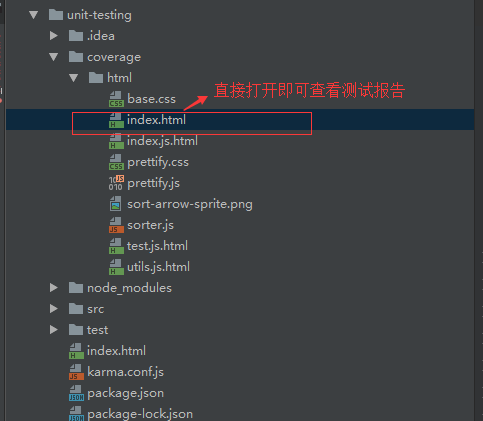 unit-testing
.idea
coverage
html
base.css
直接打开即可查看测试报告
index.html
index.js.html
prettify.css
prettify.js
sort-arrow-sprite.png
sorter.js
test.js.html
utils.js.html
node_modules
src
test
index.html
karma.conf.js
package.json
package-lock.json